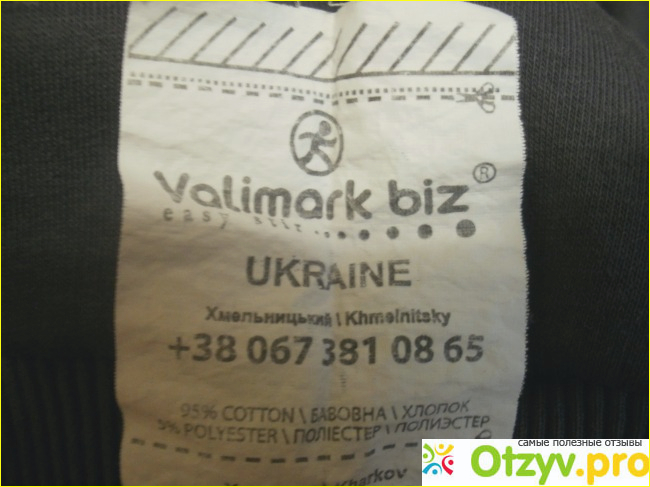 Valimark biz ®
UKRAINE
Хмельницький \ Khmelnitsky
+38 067 381 08 65
95% COTTON \ БАВОВНА \ ХЛОПОК
5% POLYESTER \ ПОЛІЕСТЕР \ ПОЛИЭСТЕР
Kharkov
самые полезные отзывы
Otzyv.pro